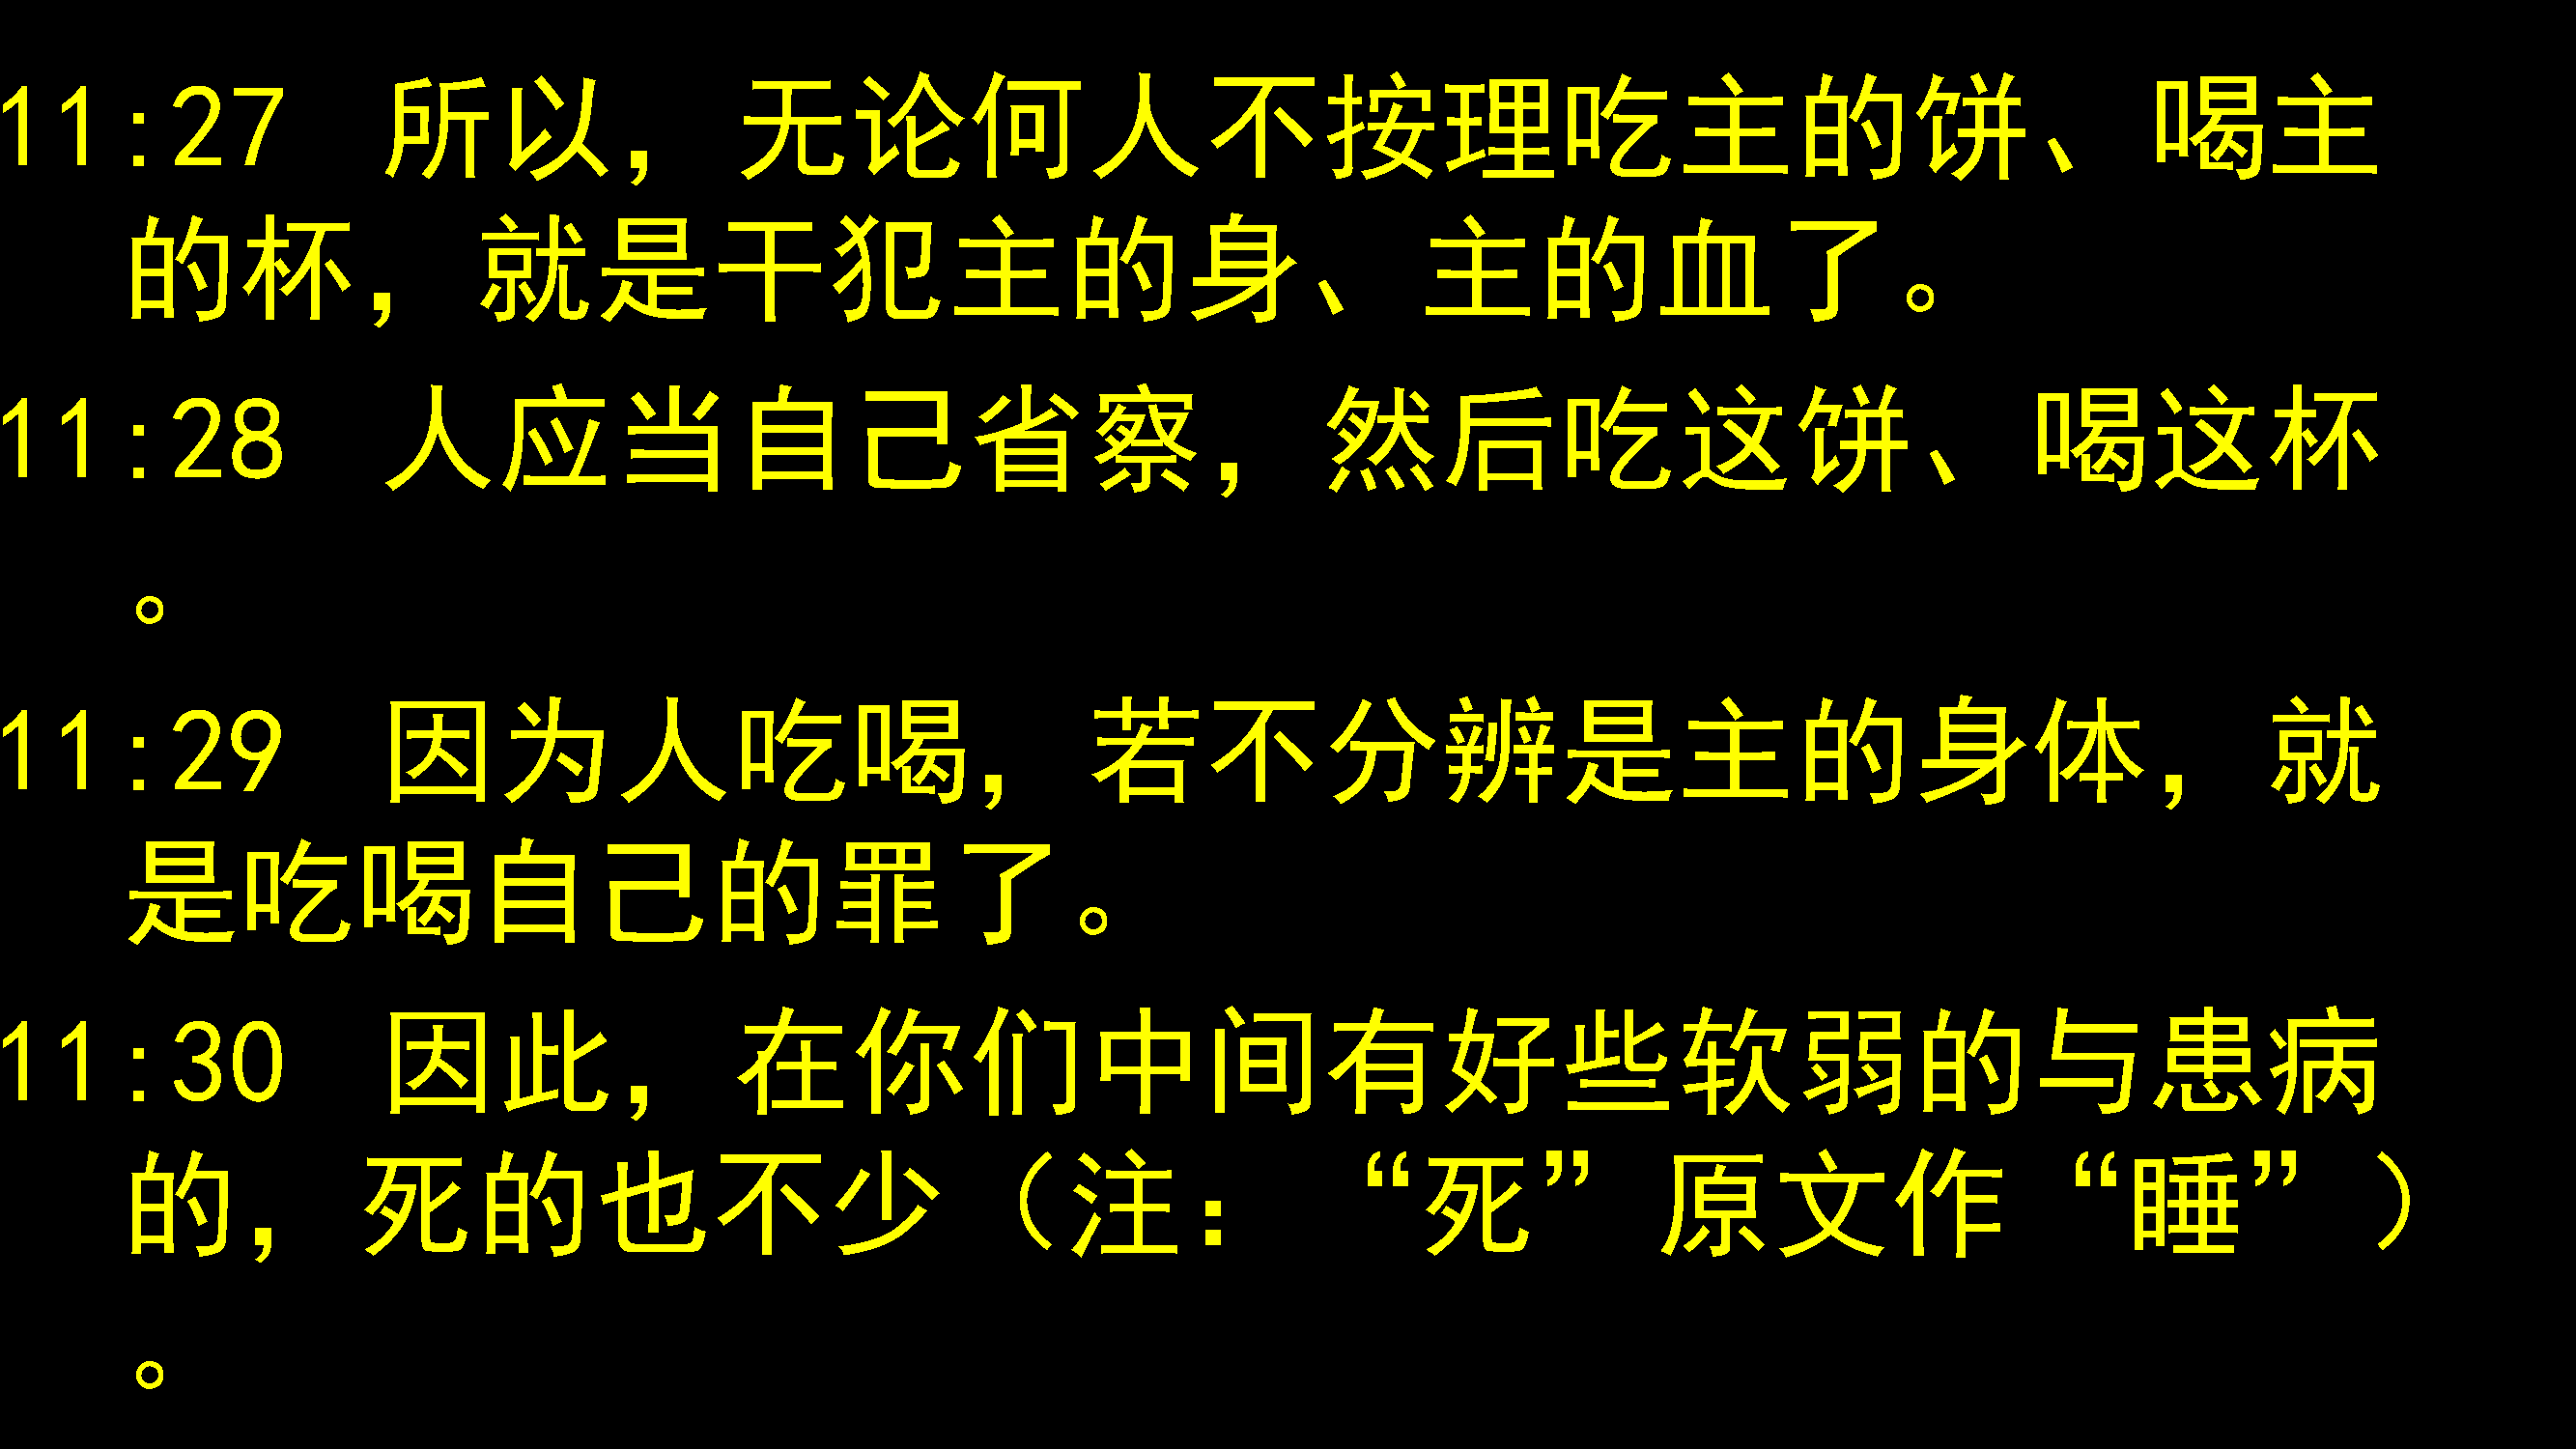 11:27 所以，无论何人不按理吃主的饼、喝主
的杯，就是干犯主的身、主的血了。
11:28 人应当自己省察，然后吃这饼、喝这杯
。
11:29 因为人吃喝，若不分辨是主的身体，就
是吃喝自己的罪了。
11:30 因此，在你们中间有好些软弱的与患病
的，死的也不少（注：“死”原文作“睡”）
。